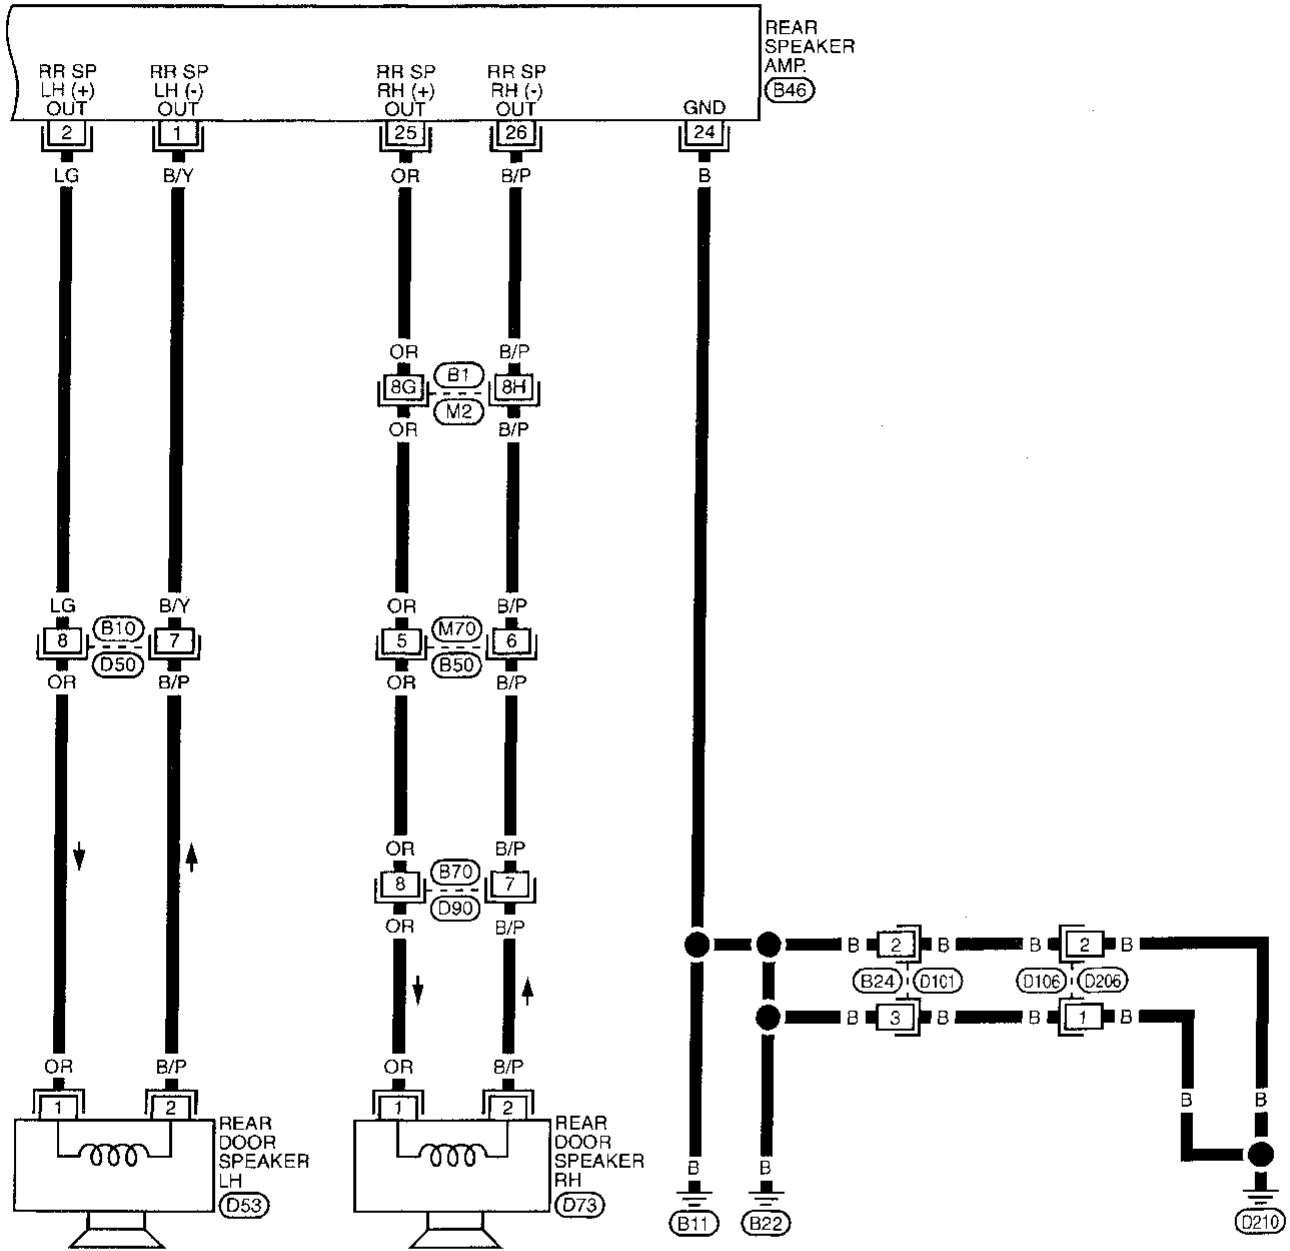 REAR
SPEAKER
AMP.
B46
RR SP
LH (+)
OUT
RR SP
LH (-)
OUT
RR SP
RH (+)
OUT
RR SP
RH (-)
OUT
GND
2
1
25
26
24
LG
B/Y
OR
B/P
B
OR
B/P
8G
B1
M2
8H
OR
B/P
LG
B/Y
OR
B/P
8
B10
D50
7
5
M70
B50
6
OR
B/P
OR
B/P
OR
B/P
8
B70
D90
7
OR
B/P
B
2
B
B
2
B
B24
D101
D106
D206
B
3
B
B
1
B
OR
B/P
OR
B/P
B
B
1
2
1
2
REAR
DOOR
SPEAKER
LH
D53
REAR
DOOR
SPEAKER
RH
D73
B
B
B11
B22
D210